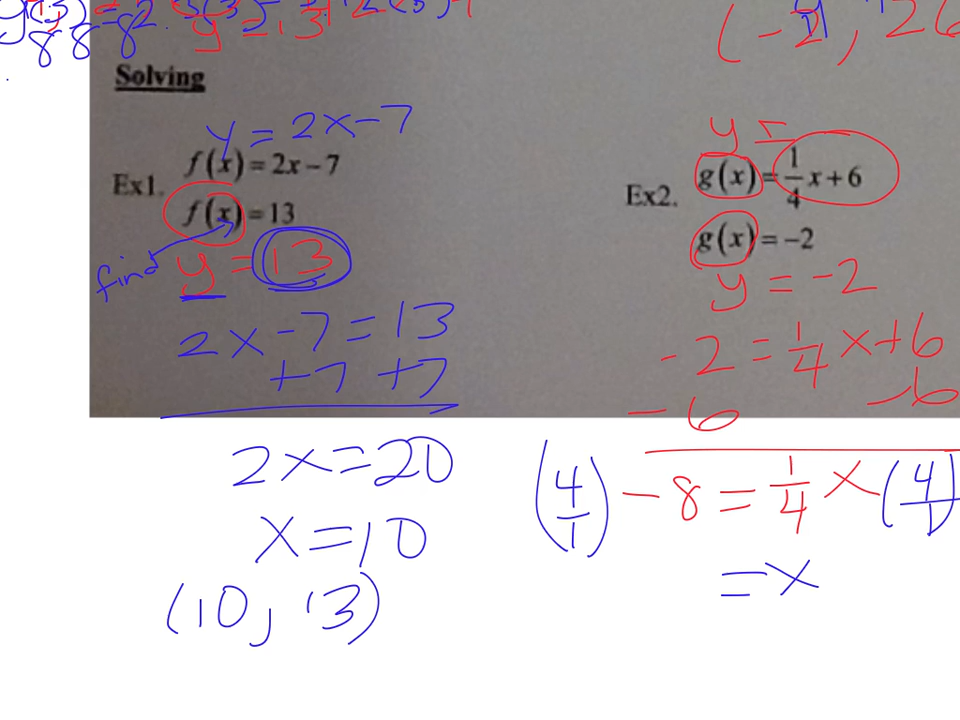 Solving
y = 2x-7
f(x) = 2x - 7
Ex1.
f(x) = 13
find
y = 13
2x-7=13
+7 +7
2x=20
x=10
(10, 13)
(-2, 26
y =
g(x) = 1/4 x + 6
Ex2.
g(x) = -2
y = -2
-2 = 1/4 x+6
-6 -6
(4/1) -8 = 1/4 x (4/1)
=x